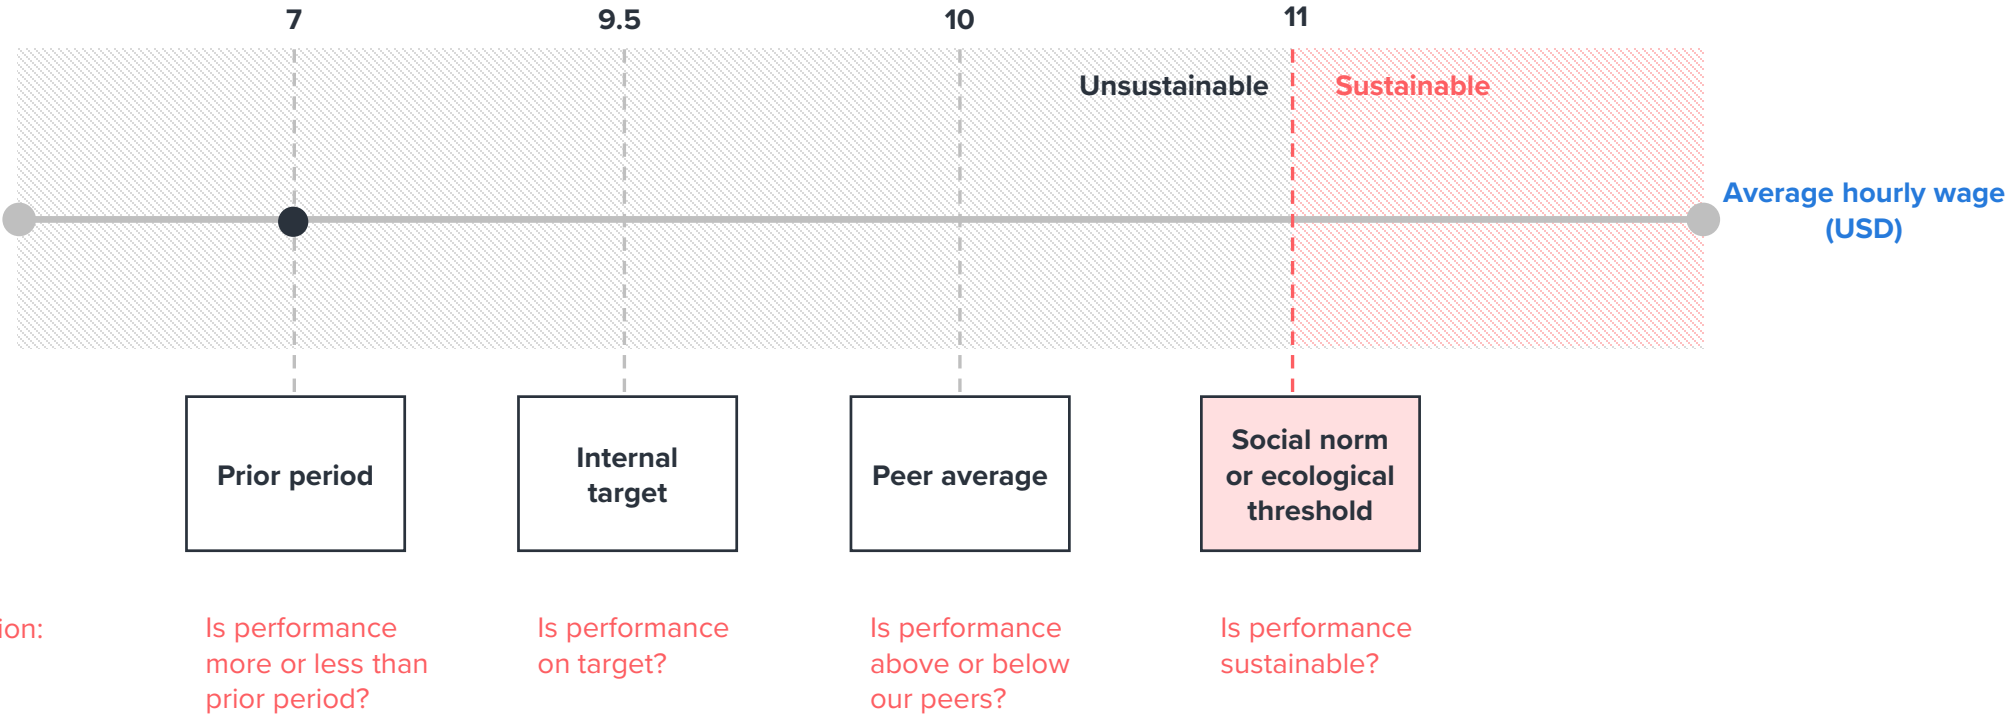 7
9.5
10
11
Unsustainable
Sustainable
Average hourly wage
(USD)
Prior period
Internal
target
Peer average
Social norm
or ecological
threshold
Is performance
more or less than
prior period?
Is performance
on target?
Is performance
above or below
our peers?
Is performance
sustainable?